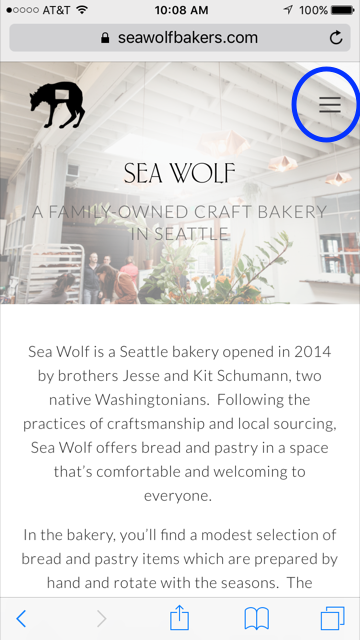 AT&T 10:08 AM 100%
seawolfbakers.com
SEA WOLF
A FAMILY-OWNED CRAFT BAKERY
IN SEATTLE
Sea Wolf is a Seattle bakery opened in 2014
by brothers Jesse and Kit Schumann, two
native Washingtonians. Following the
practices of craftsmanship and local sourcing,
Sea Wolf offers bread and pastry in a space
that's comfortable and welcoming to
everyone.
In the bakery, you'll find a modest selection of
bread and pastry items which are prepared by
hand and rotate with the seasons. The